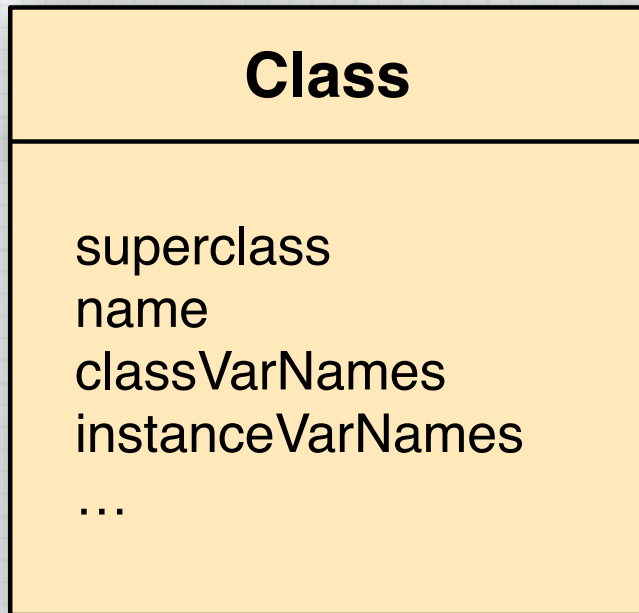 Class
superclass
name
classVarNames
instanceVarNames
…